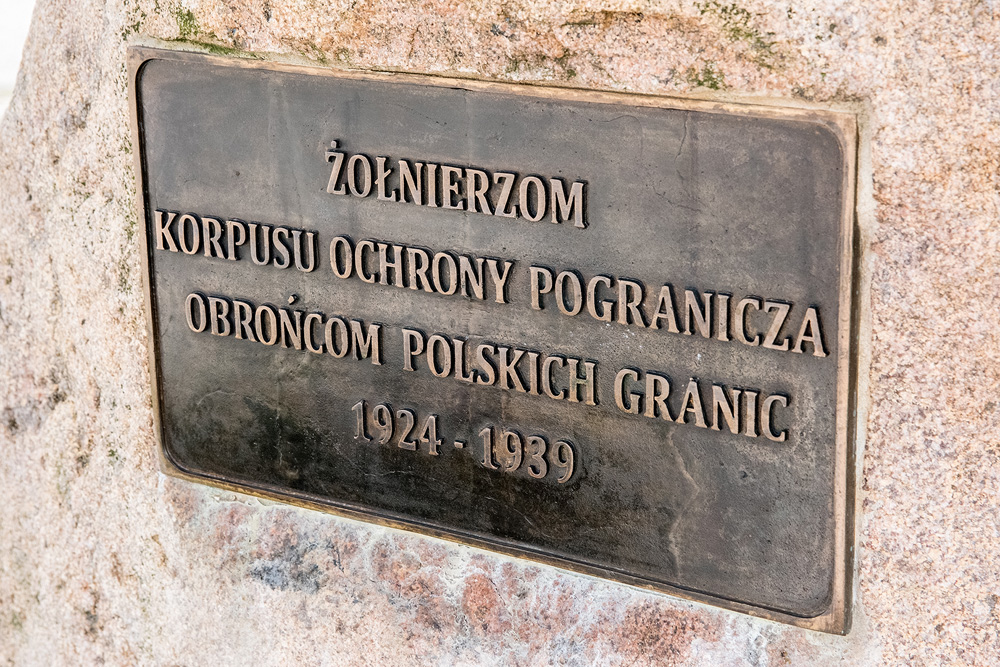 ŻOŁNIERZOM
KORPUSU OCHRONY POGRANICZA
OBROŃCOM POLSKICH GRANIC
1924 - 1939